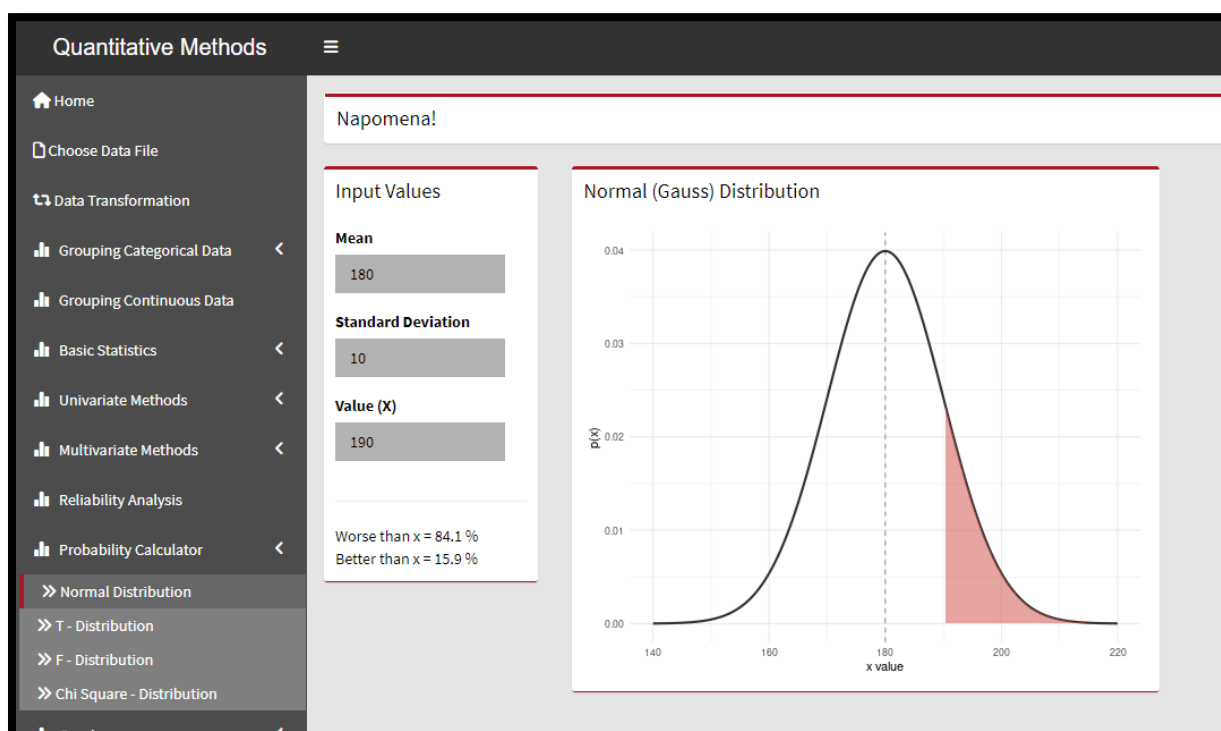 Quantitative Methods
Home
Choose Data File
Data Transformation
Grouping Categorical Data
Grouping Continuous Data
Basic Statistics
Univariate Methods
Multivariate Methods
Reliability Analysis
Probability Calculator
Normal Distribution
T - Distribution
F - Distribution
Chi Square - Distribution
Napomena!
Input Values
Mean
180
Standard Deviation
10
Value (X)
190
Worse than x = 84.1 %
Better than x = 15.9 %
Normal (Gauss) Distribution
0.04
0.03
0.02
0.01
0.00
p(x)
140 160 180 200 220
x value